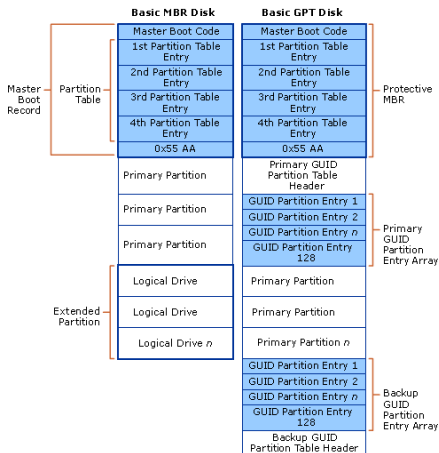 Basic MBR Disk
Basic GPT Disk
Master Boot Code
1st Partition Table
Entry
2nd Partition Table
Entry
3rd Partition Table
Entry
4th Partition Table
Entry
0x55 AA
Master Boot Code
1st Partition Table
Entry
2nd Partition Table
Entry
3rd Partition Table
Entry
4th Partition Table
Entry
0x55 AA
Master
Boot
Record
Partition
Table
Protective
MBR
Primary Partition
Primary Partition
Primary Partition
Primary GUID
Partition Table
Header
GUID Partition Entry 1
GUID Partition Entry 2
GUID Partition Entry n
GUID Partition Entry
128
Primary
GUID
Partition
Entry Array
Extended
Partition
Logical Drive
Logical Drive
Logical Drive n
Primary Partition
Primary Partition
Primary Partition n
GUID Partition Entry 1
GUID Partition Entry 2
GUID Partition Entry n
GUID Partition Entry
128
Backup
GUID
Partition
Entry Array
Backup GUID
Partition Table Header